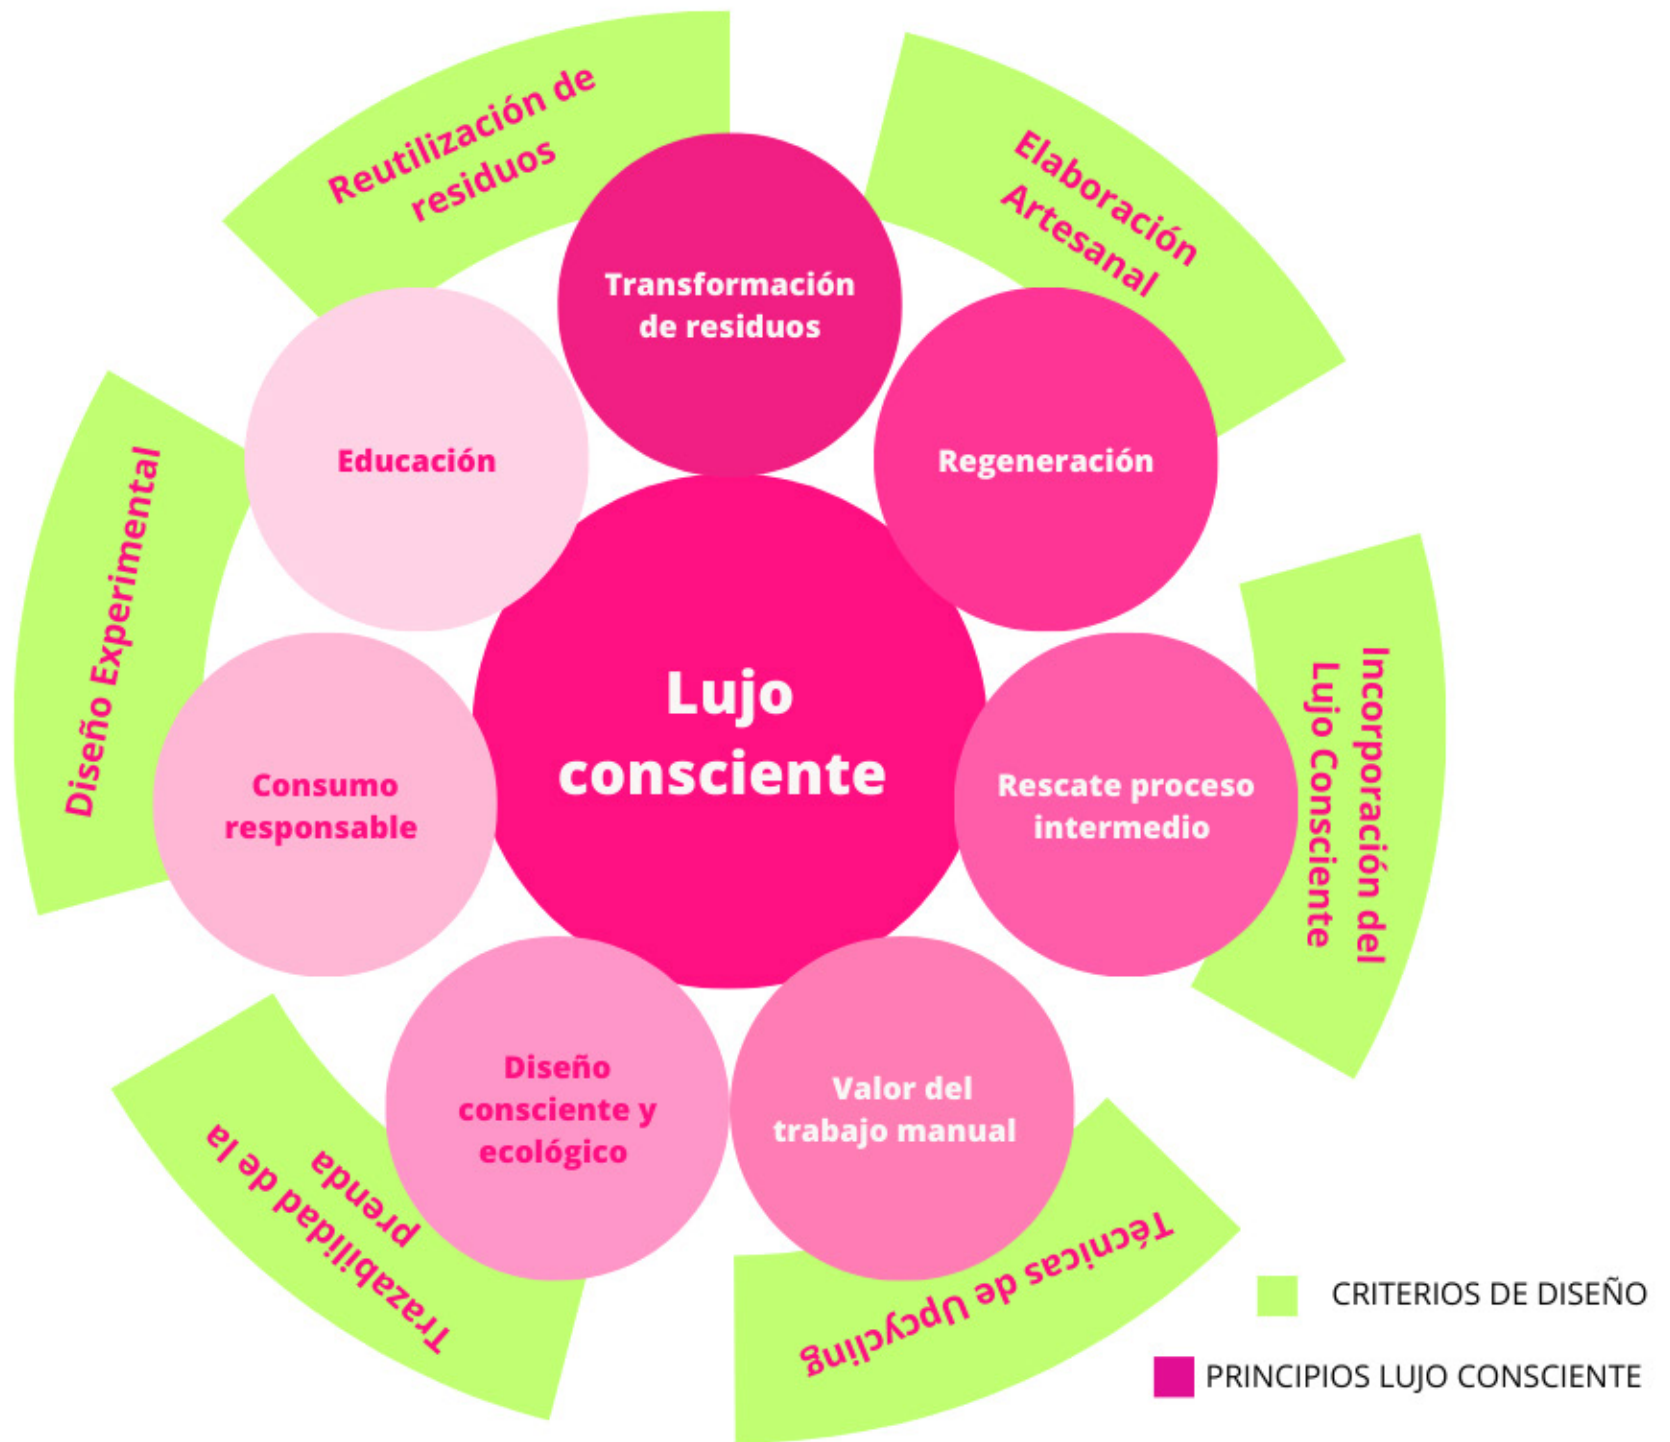 Reutilización de
residuos
Elaboración
Artesanal
Transformación
de residuos
Educación
Regeneración
Diseño Experimental
Lujo
consciente
Incorporación del
Lujo Consciente
Consumo
responsable
Rescate proceso
intermedio
Diseño
consciente y
ecológico
Valor del
trabajo manual
Trazabilidad de la
prenda
Técnicas de Upcycling
CRITERIOS DE DISEÑO
PRINCIPIOS LUJO CONSCIENTE